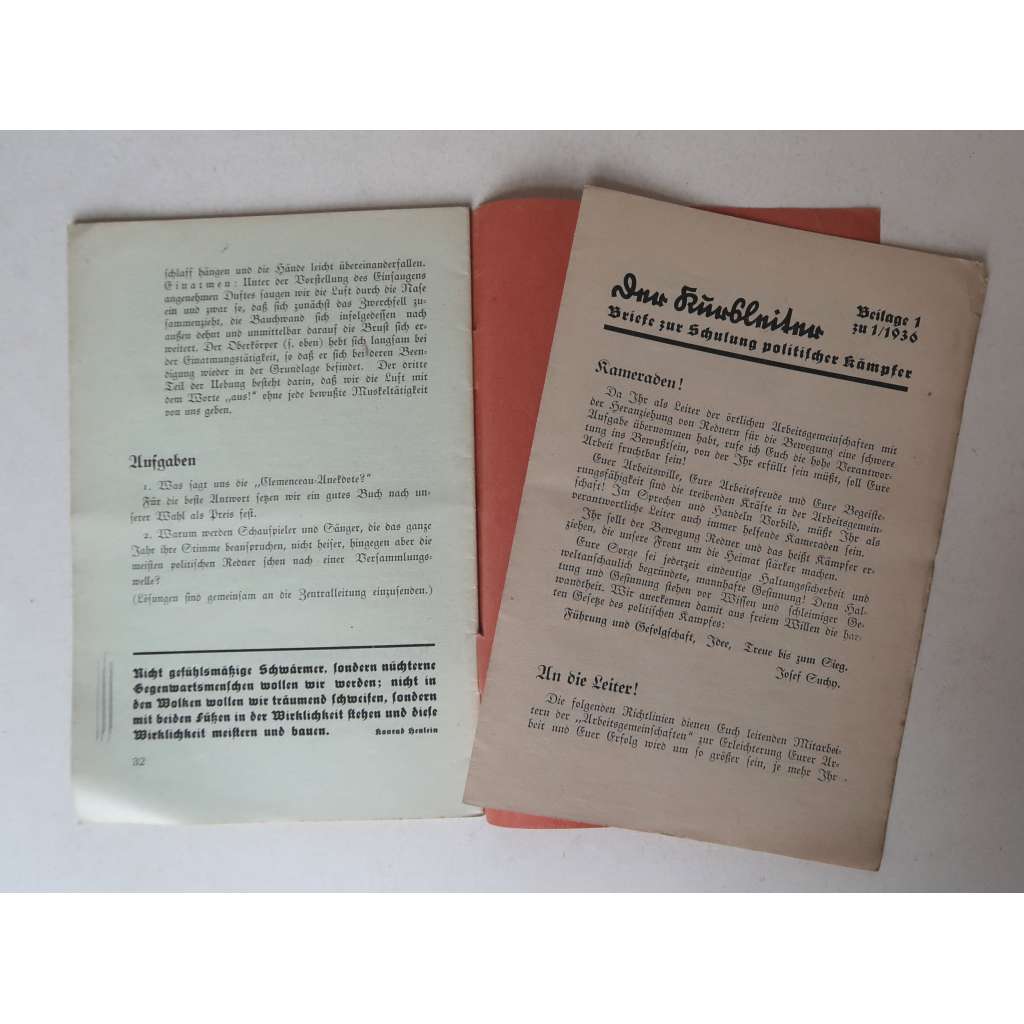 schlaff hängen und die Hände leicht übereinanderfallen.
Einatmen: Unter der Vorstellung des Einsaugens
angenehmen Duftes saugen wir die Luft durch die Nase
ein und zwar so, daß sich zunächst das Zwerchfell zu-
sammenzieht, die Bauchwand sich infolgedessen nach
außen dehnt und unmittelbar darauf die Brust sich er-
weitert. Der Oberkörper (s. oben) hebt sich langsam bei
der Einatmungstätigkeit, so daß er sich bei deren Been-
digung wieder in der Grundlage befindet. Der dritte
Teil der Uebung besteht darin, daß wir die Luft mit
dem Worte „aus!“ ohne jede bewußte Muskeltätigkeit
von uns geben.
Aufgaben
1. Was sagt uns die „Clemenceau-Anekdote?“
Für die beste Antwort setzen wir ein gutes Buch nach un-
serer Wahl als Preis fest.
2. Warum werden Schauspieler und Sänger, die das ganze
Jahr ihre Stimme beanspruchen, nicht heiser, hingegen aber die
meisten politischen Redner schon nach einer Versammlungs-
welle?
(Lösungen sind gemeinsam an die Zentralleitung einzusenden.)
Nicht gefühlsmäßige Schwärmer, sondern nüchterne
Gegenwartsmenschen wollen wir werden; nicht in
den Wolken wollen wir träumend schweifen, sondern
mit beiden Füßen in der Wirklichkeit stehen und diese
Wirklichkeit meistern und bauen. Konrad Henlein
32
Der Kursleiter
Beilage 1
zu 1/1936
Briefe zur Schulung politischer Kämpfer
Kameraden!
Da Ihr als Leiter der örtlichen Arbeitsgemeinschaften mit
der Heranziehung von Rednern für die Bewegung eine schwere
Aufgabe übernommen habt, rufe ich Euch die hohe Verantwor-
tung ins Bewußtsein, von der Ihr erfüllt sein müßt, soll Eure
Arbeit fruchtbar sein!
Euer Arbeitswille, Eure Arbeitsfreude und Eure Begeiste-
rungsfähigkeit sind die treibenden Kräfte in der Arbeitsgemein-
schaft! Im Sprechen und Handeln Vorbild, müßt Ihr als
verantwortliche Leiter auch immer helfende Kameraden sein.
Ihr sollt der Bewegung Redner und das heißt Kämpfer er-
ziehen, die unsere Front um die Heimat stärker machen.
Eure Sorge sei jederzeit eindeutige Haltungssicherheit und
weltanschaulich begründete, mannhafte Gesinnung! Denn Hal-
tung und Gesinnung stehen vor Wissen und schleimiger Ge-
wandtheit. Wir anerkennen damit aus freiem Willen die har-
ten Gesetze des politischen Kampfes:
Führung und Gefolgschaft, Idee, Treue bis zum Sieg.
Josef Suchy.
An die Leiter!
Die folgenden Richtlinien dienen Euch leitenden Mitarbei-
tern der „Arbeitsgemeinschaften“ zur Erleichterung Eurer Ar-
beit und Euer Erfolg wird um so größer sein, je mehr Ihr